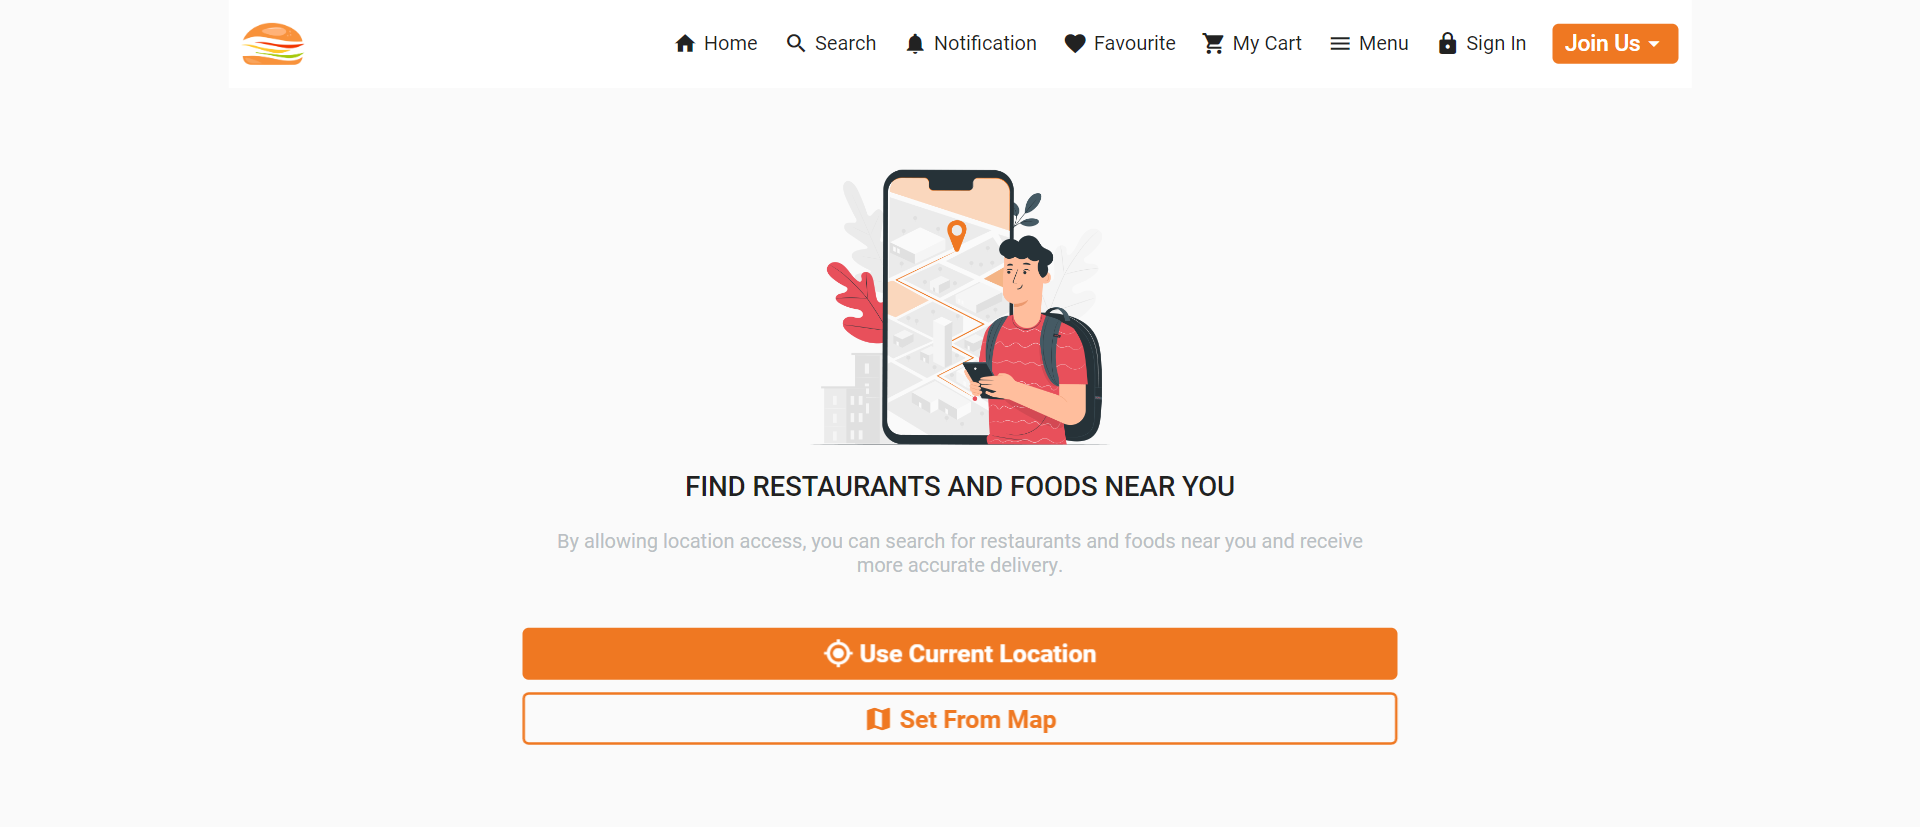 Home Search Notification Favourite My Cart Menu Sign In Join Us
FIND RESTAURANTS AND FOODS NEAR YOU
By allowing location access, you can search for restaurants and foods near you and receive
more accurate delivery.
Use Current Location
Set From Map